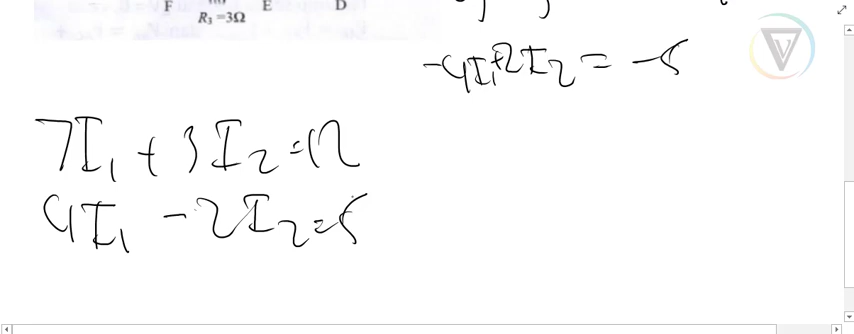 F E D
R₃ =3Ω
-4I₁+2I₂ = -5
7I₁ + 3I₂=12
4I₁ - 2I₂=5